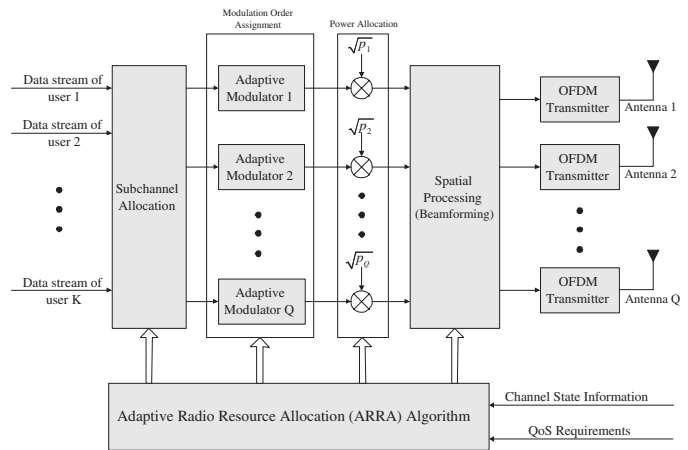 Modulation Order
Assignment
Power Allocation
Data stream of
user 1
Data stream of
user 2
Data stream of
user K
Subchannel
Allocation
Adaptive
Modulator 1
Adaptive
Modulator 2
Adaptive
Modulator Q
√p1
√p2
√pQ
Spatial
Processing
(Beamforming)
OFDM
Transmitter
Antenna 1
OFDM
Transmitter
Antenna 2
OFDM
Transmitter
Antenna Q
Adaptive Radio Resource Allocation (ARRA) Algorithm
Channel State Information
QoS Requirements